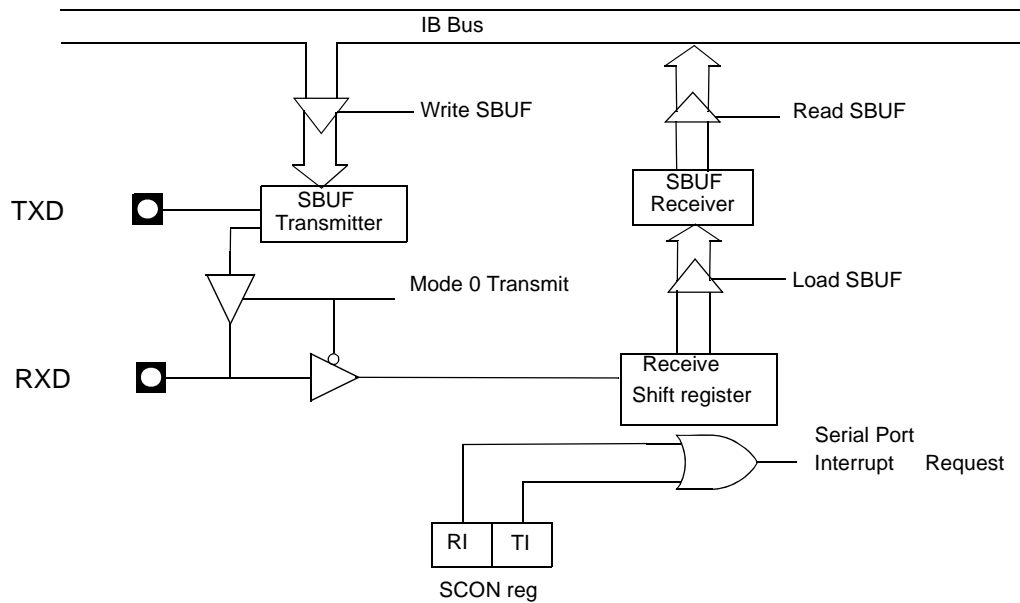 IB Bus
Write SBUF
Read SBUF
TXD
SBUF
Transmitter
SBUF
Receiver
Mode 0 Transmit
Load SBUF
RXD
Receive
Shift register
Serial Port
Interrupt Request
RI TI
SCON reg